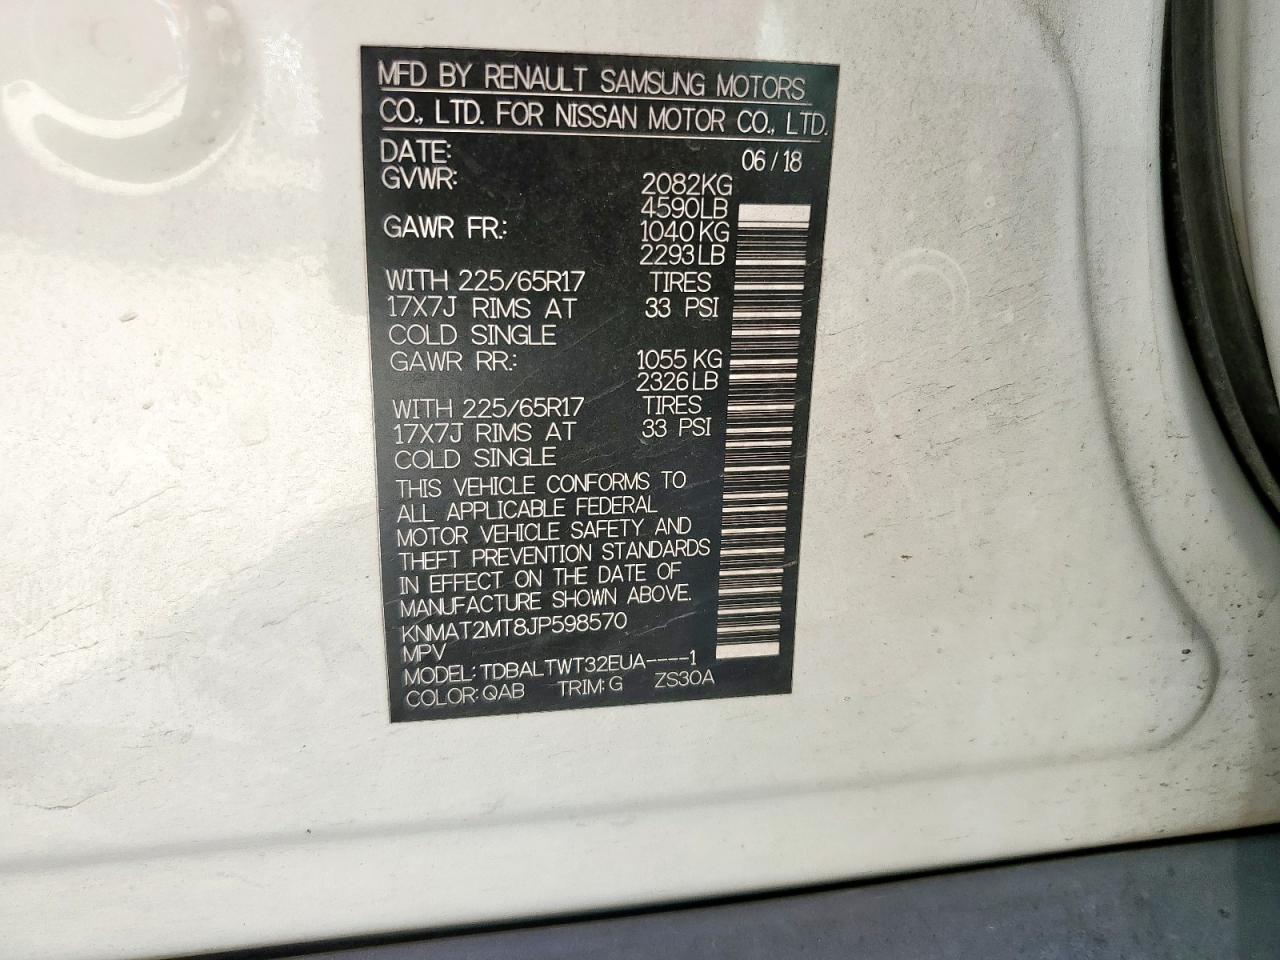 MFD BY RENAULT SAMSUNG MOTORS
CO., LTD. FOR NISSAN MOTOR CO., LTD.
DATE: 06 / 18
GVWR: 2082KG
4590LB
GAWR FR.: 1040 KG
2293 LB
WITH 225/65R17 TIRES
17X7J RIMS AT 33 PSI
COLD SINGLE
GAWR RR.: 1055 KG
2326 LB
WITH 225/65R17 TIRES
17X7J RIMS AT 33 PSI
COLD SINGLE
THIS VEHICLE CONFORMS TO
ALL APPLICABLE FEDERAL
MOTOR VEHICLE SAFETY AND
THEFT PREVENTION STANDARDS
IN EFFECT ON THE DATE OF
MANUFACTURE SHOWN ABOVE.
KNMAT2MT8JP598570
MPV
MODEL: TDBALTWT32EUA----1
COLOR: QAB TRIM: G ZS30A